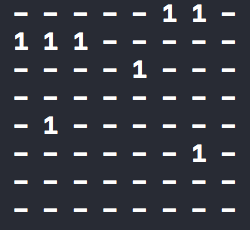 - - - - - 1 1 -
1 1 1 - - - - -
- - - - 1 - - -
- - - - - - - -
- 1 - - - - - -
- - - - - - 1 -
- - - - - - - -
- - - - - - - -